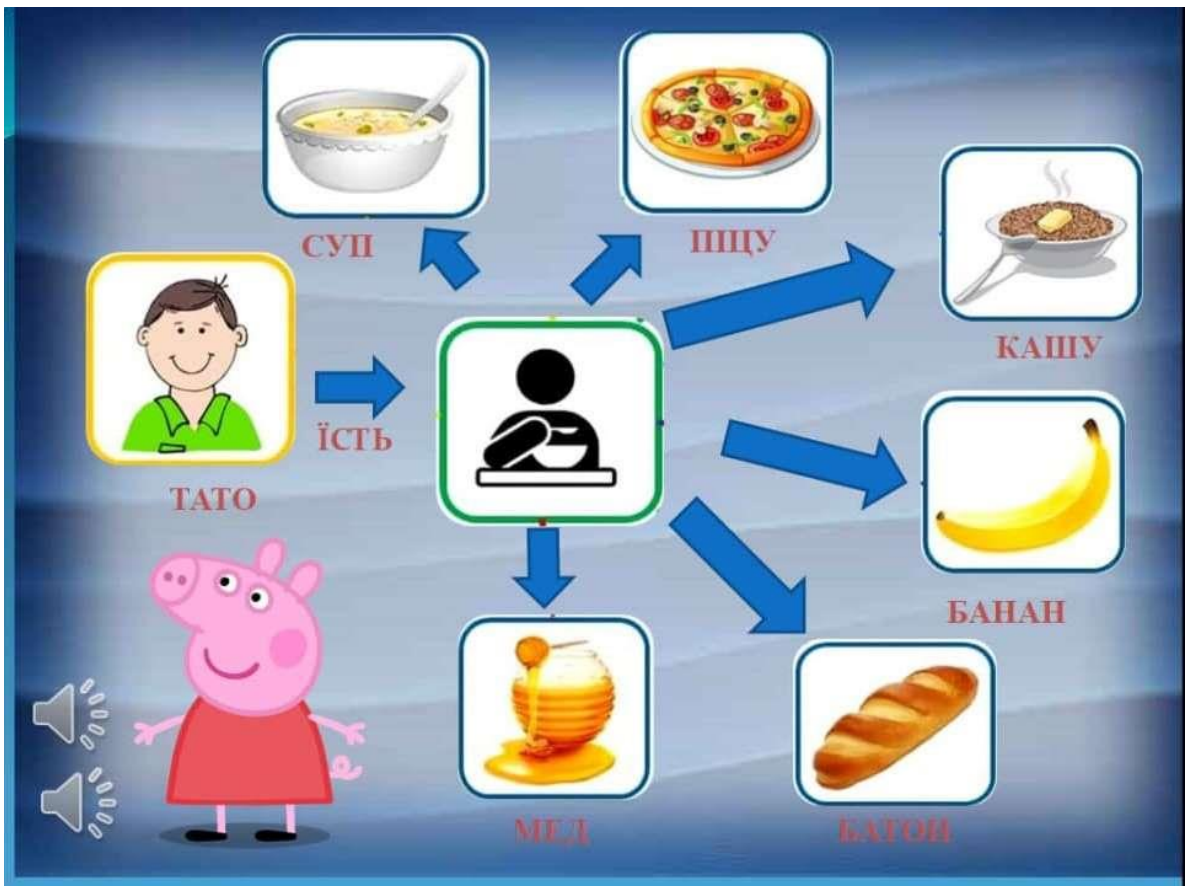 СУП
ПІЦУ
КАШУ
ТАТО
ЇСТЬ
БАНАН
МЕД
БАТОН